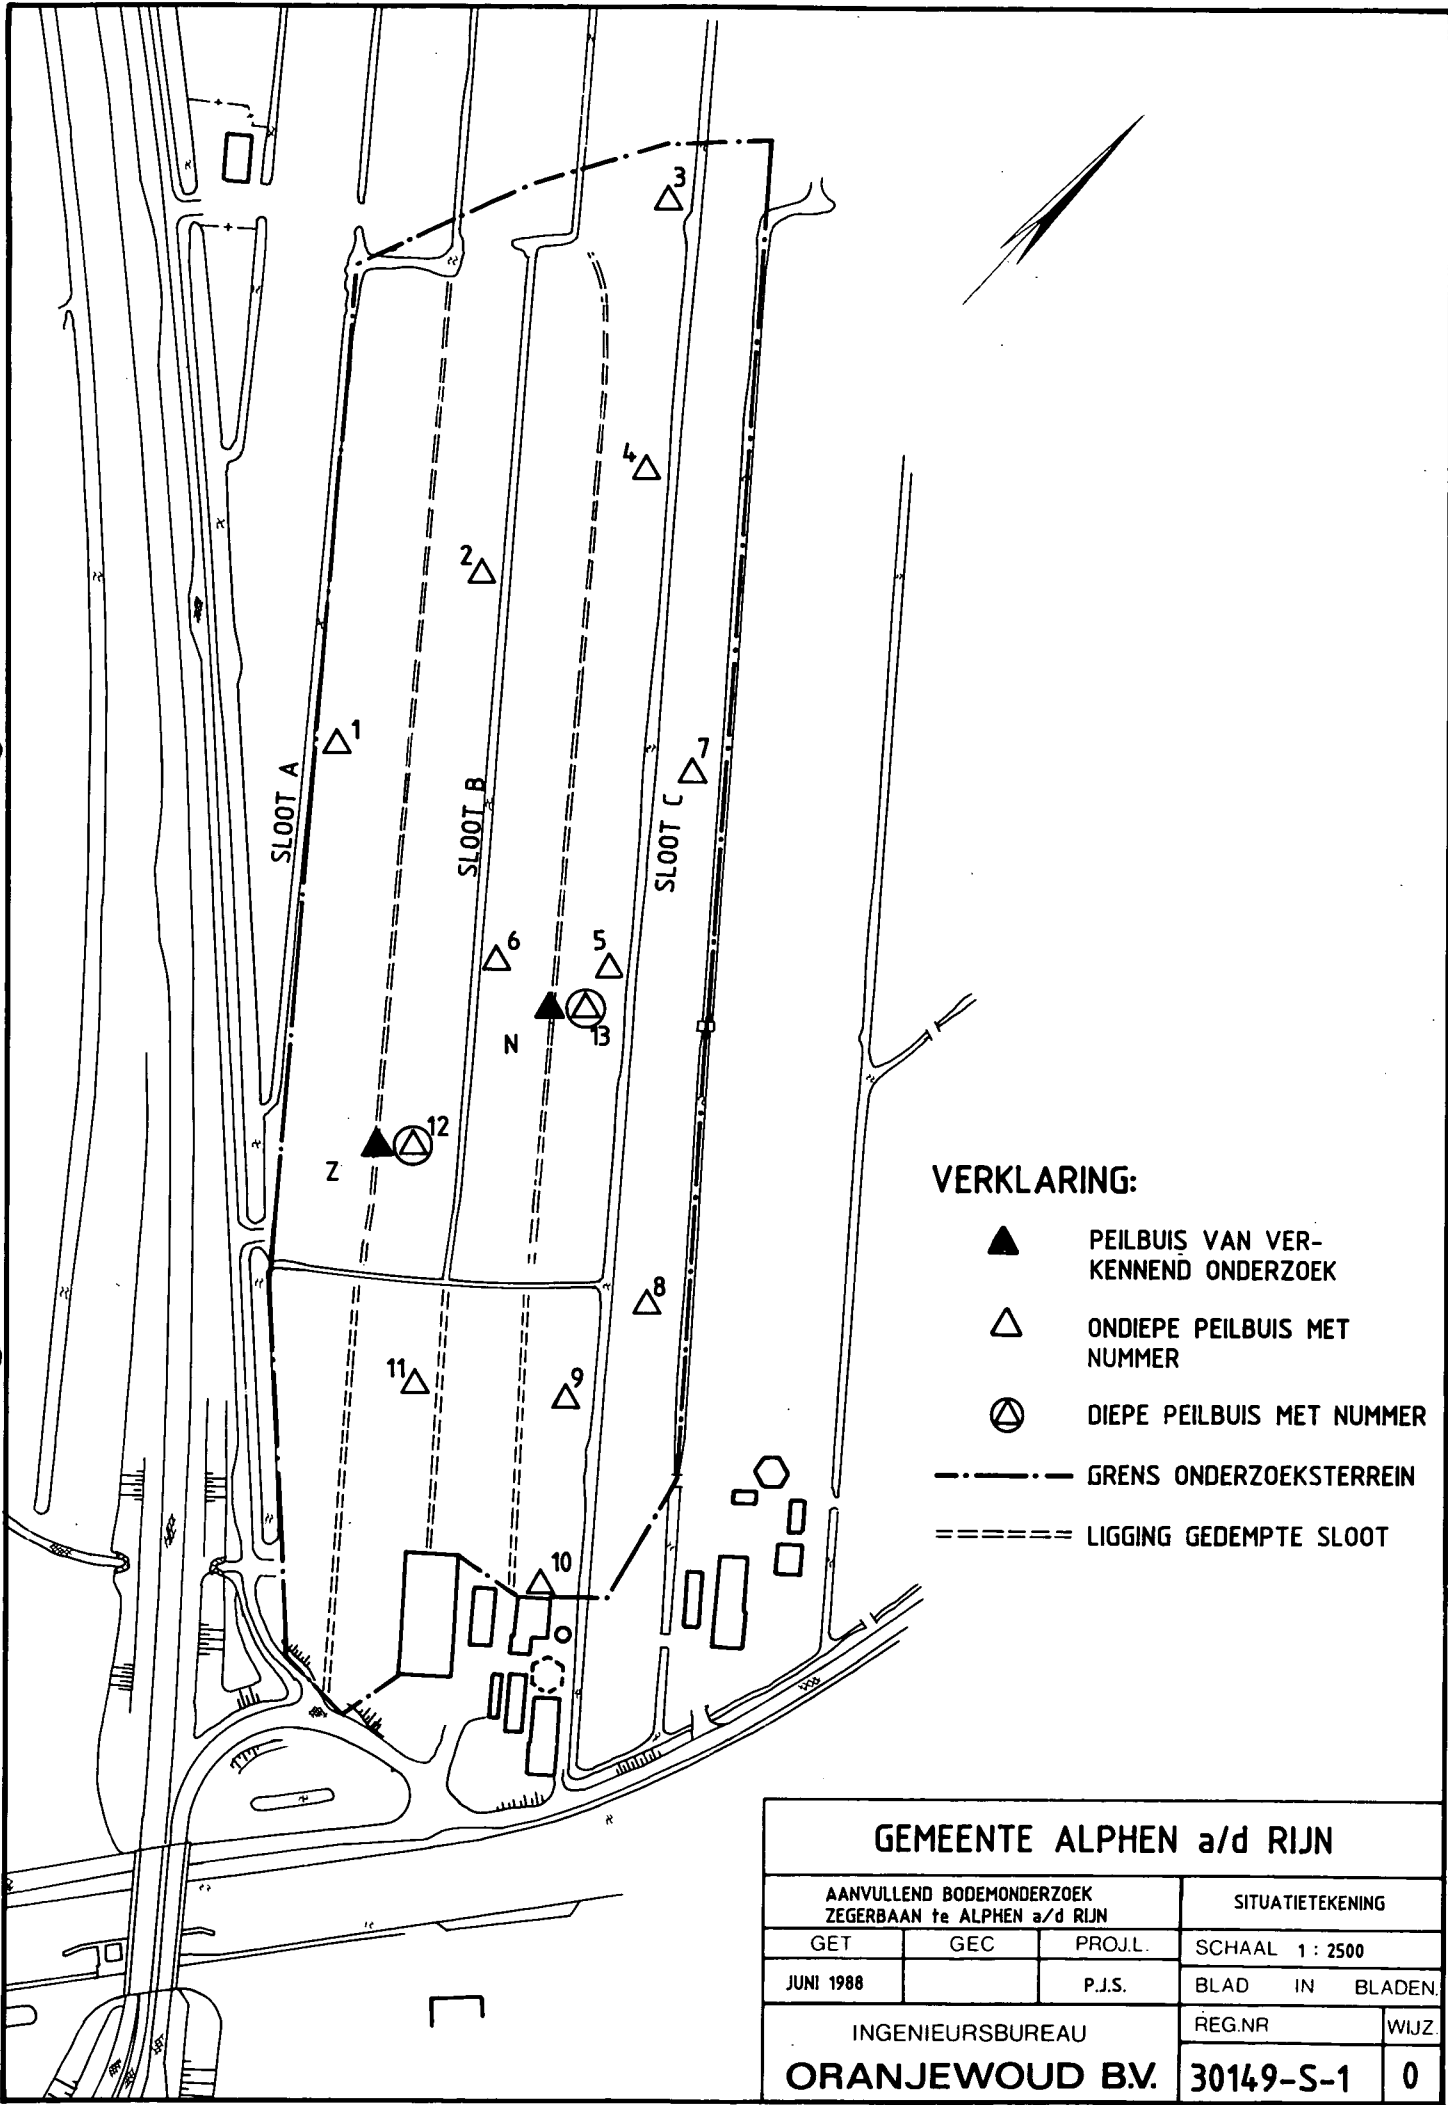 3
4
2
1
7
SLOOT A
SLOOT B
SLOOT C
6
5
N
13
12
Z
8
11
9
10
VERKLARING:
PEILBUIS VAN VER-
KENNEND ONDERZOEK
ONDIEPE PEILBUIS MET
NUMMER
DIEPE PEILBUIS MET NUMMER
GRENS ONDERZOEKSTERREIN
LIGGING GEDEMPTE SLOOT
GEMEENTE ALPHEN a/d RIJN
AANVULLEND BODEMONDERZOEK
ZEGERBAAN te ALPHEN a/d RIJN
SITUATIETEKENING
GET GEC PROJ.L.
SCHAAL 1 : 2500
JUNI 1988 P.J.S.
BLAD IN BLADEN.
INGENIEURSBUREAU
ORANJEWOUD B.V.
REG.NR WIJZ.
30149-S-1 0